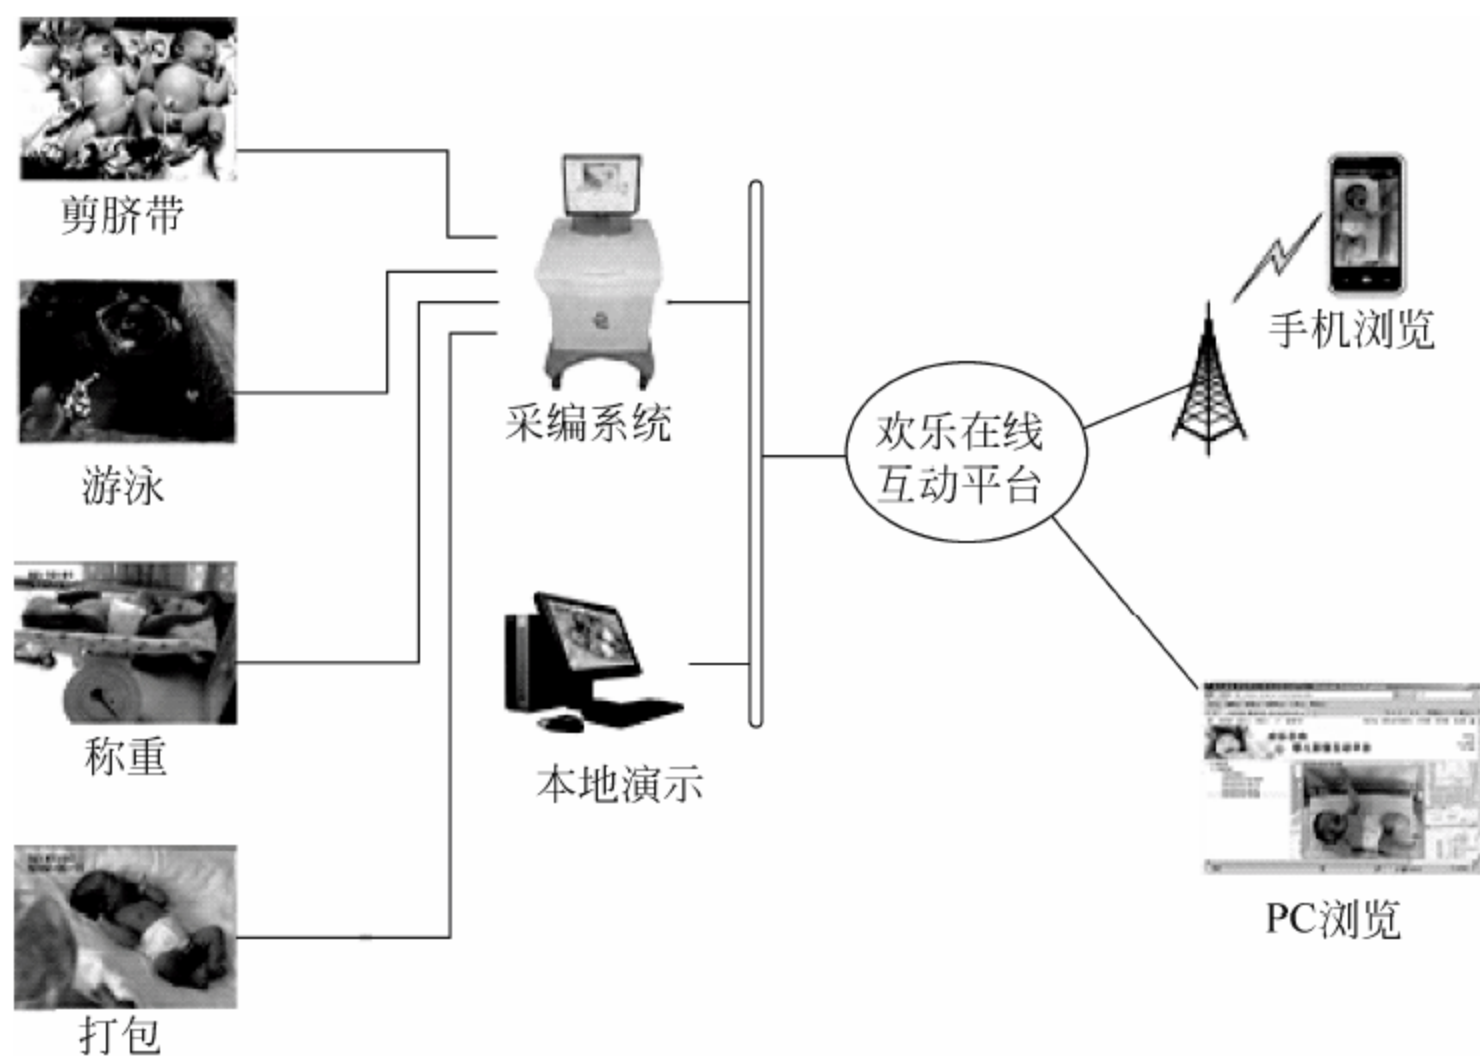 剪脐带
游泳
称重
打包
采编系统
本地演示
欢乐在线
互动平台
手机浏览
PC浏览